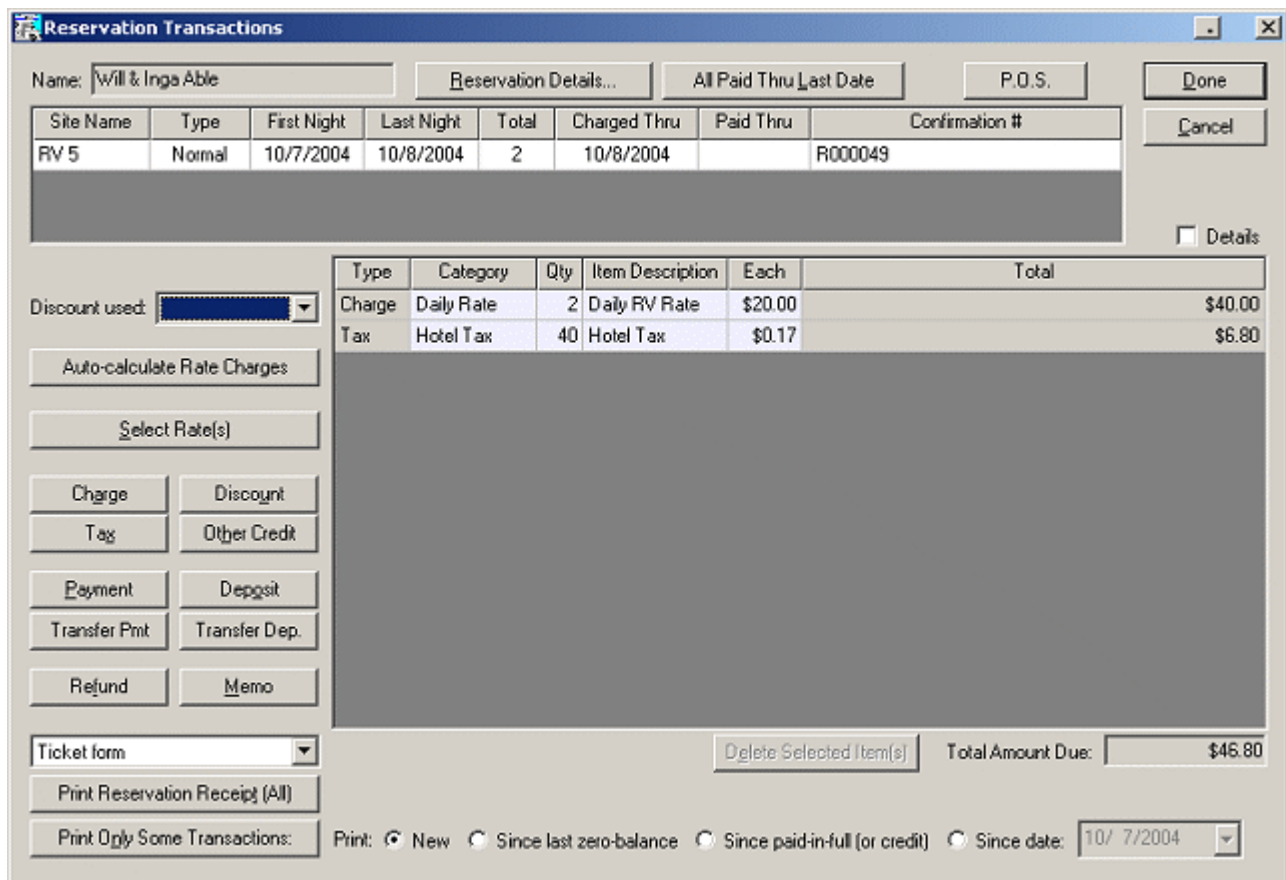 Reservation Transactions
Name: Will & Inga Able Reservation Details... All Paid Thru Last Date P.O.S. Done
Site Name Type First Night Last Night Total Charged Thru Paid Thru Confirmation # Cancel
RV 5 Normal 10/7/2004 10/8/2004 2 10/8/2004 R000049
Details
Type Category Qty Item Description Each Total
Discount used: Charge Daily Rate 2 Daily RV Rate $20.00 $40.00
Tax Hotel Tax 40 Hotel Tax $0.17 $6.80
Auto-calculate Rate Charges
Select Rate(s)
Charge Discount
Tax Other Credit
Payment Deposit
Transfer Pmt Transfer Dep.
Refund Memo
Ticket form Delete Selected Item(s) Total Amount Due: $46.80
Print Reservation Receipt (All)
Print Only Some Transactions: Print: New Since last zero-balance Since paid-in-full (or credit) Since date: 10/ 7/2004